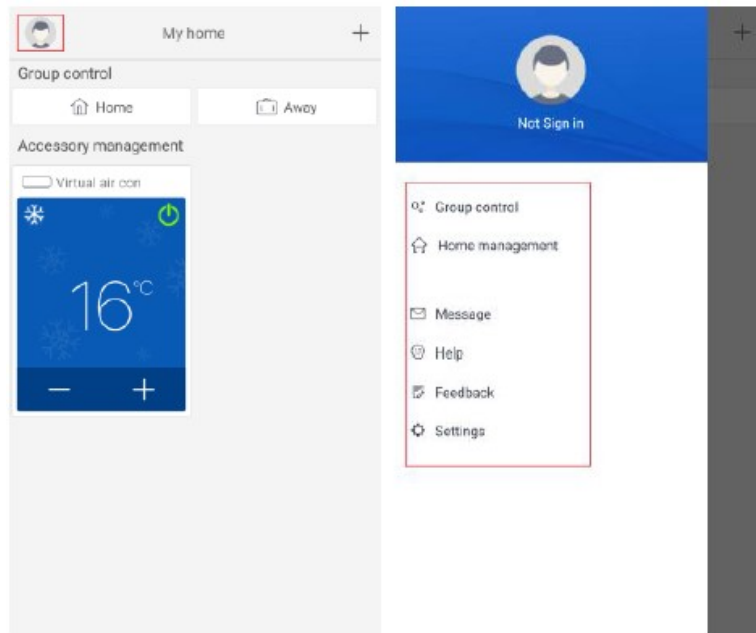 My home
Group control
Home
Away
Accessory management
Virtual air con
16°C
Not Sign in
Group control
Home management
Message
Help
Feedback
Settings